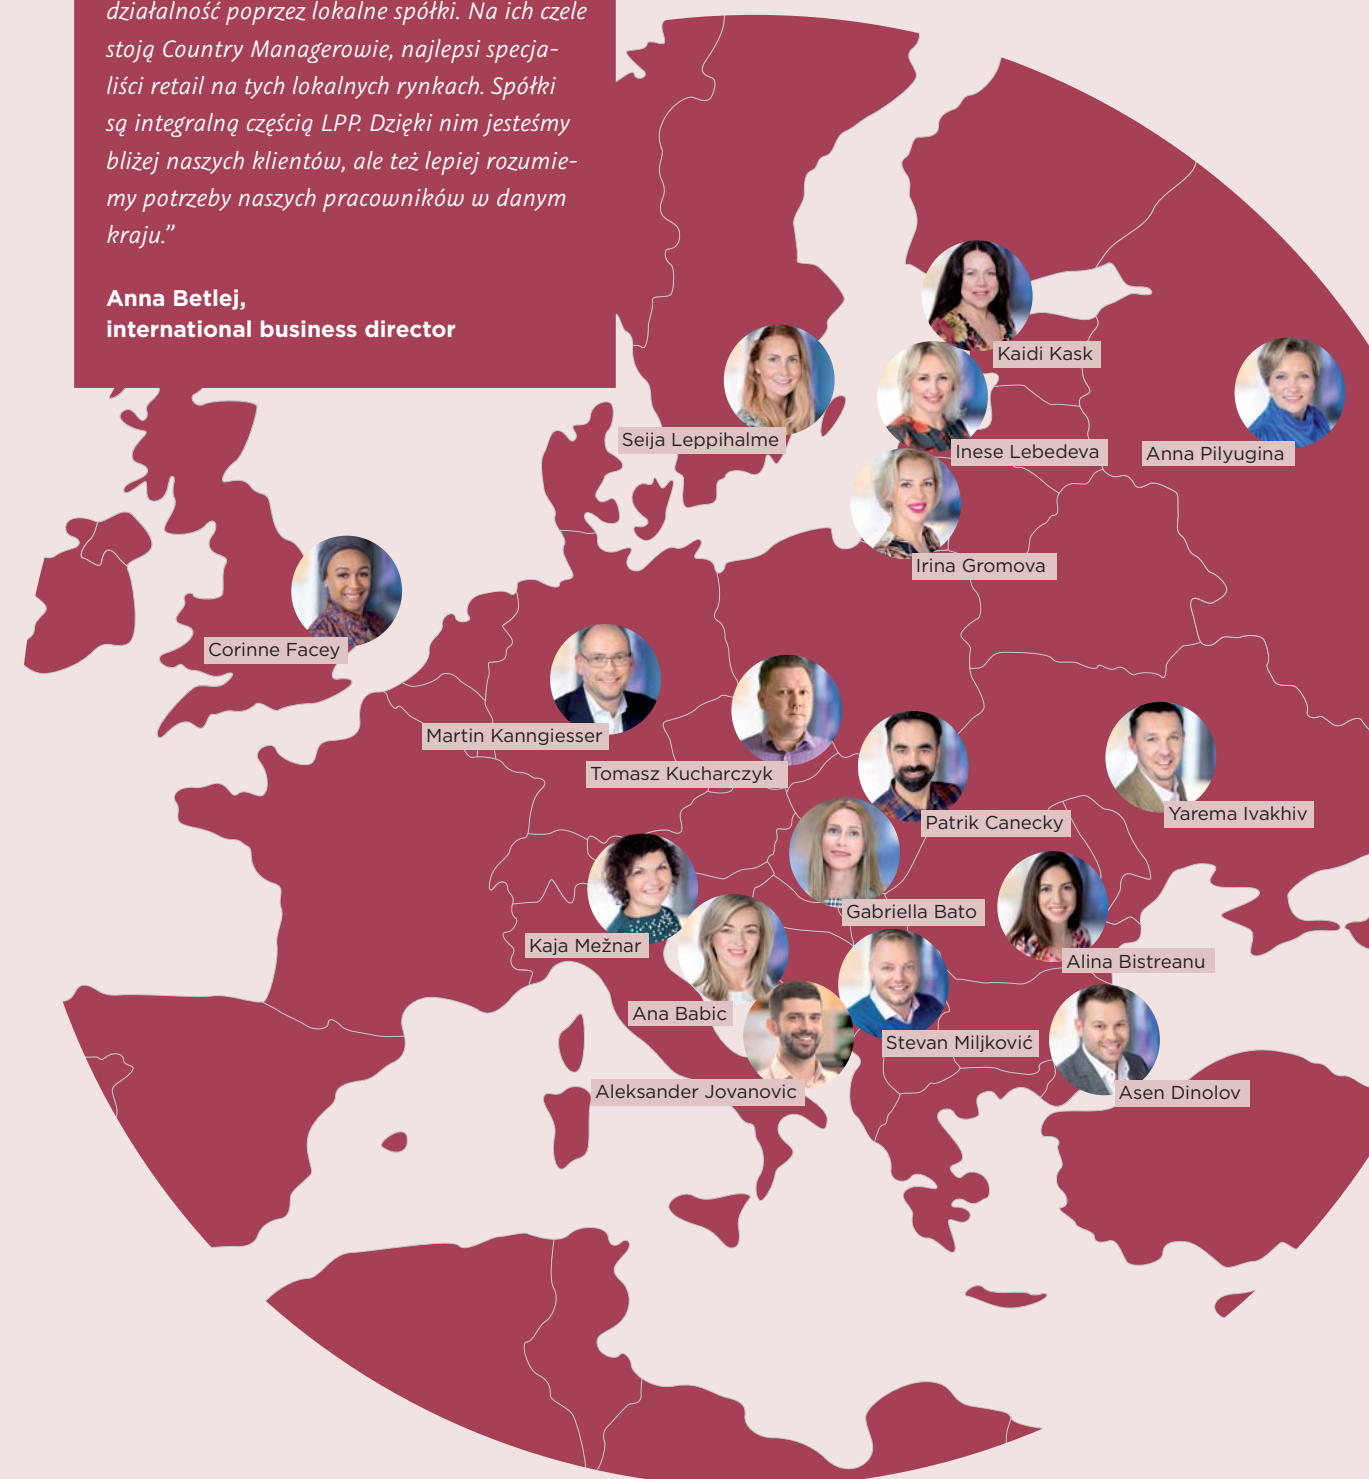 działalność poprzez lokalne spółki. Na ich czele
stoją Country Managerowie, najlepsi specja-
liści retail na tych lokalnych rynkach. Spółki
są integralną częścią LPP. Dzięki nim jesteśmy
bliżej naszych klientów, ale też lepiej rozumie-
my potrzeby naszych pracowników w danym
kraju.”
Anna Betlej,
international business director
Kaidi Kask
Seija Leppihalme
Inese Lebedeva
Anna Pilyugina
Irina Gromova
Corinne Facey
Martin Kanngiesser
Tomasz Kucharczyk
Patrik Canecky
Yarema Ivakhiv
Gabriella Bato
Kaja Mežnar
Alina Bistreanu
Ana Babic
Stevan Miljković
Aleksander Jovanovic
Asen Dinolov